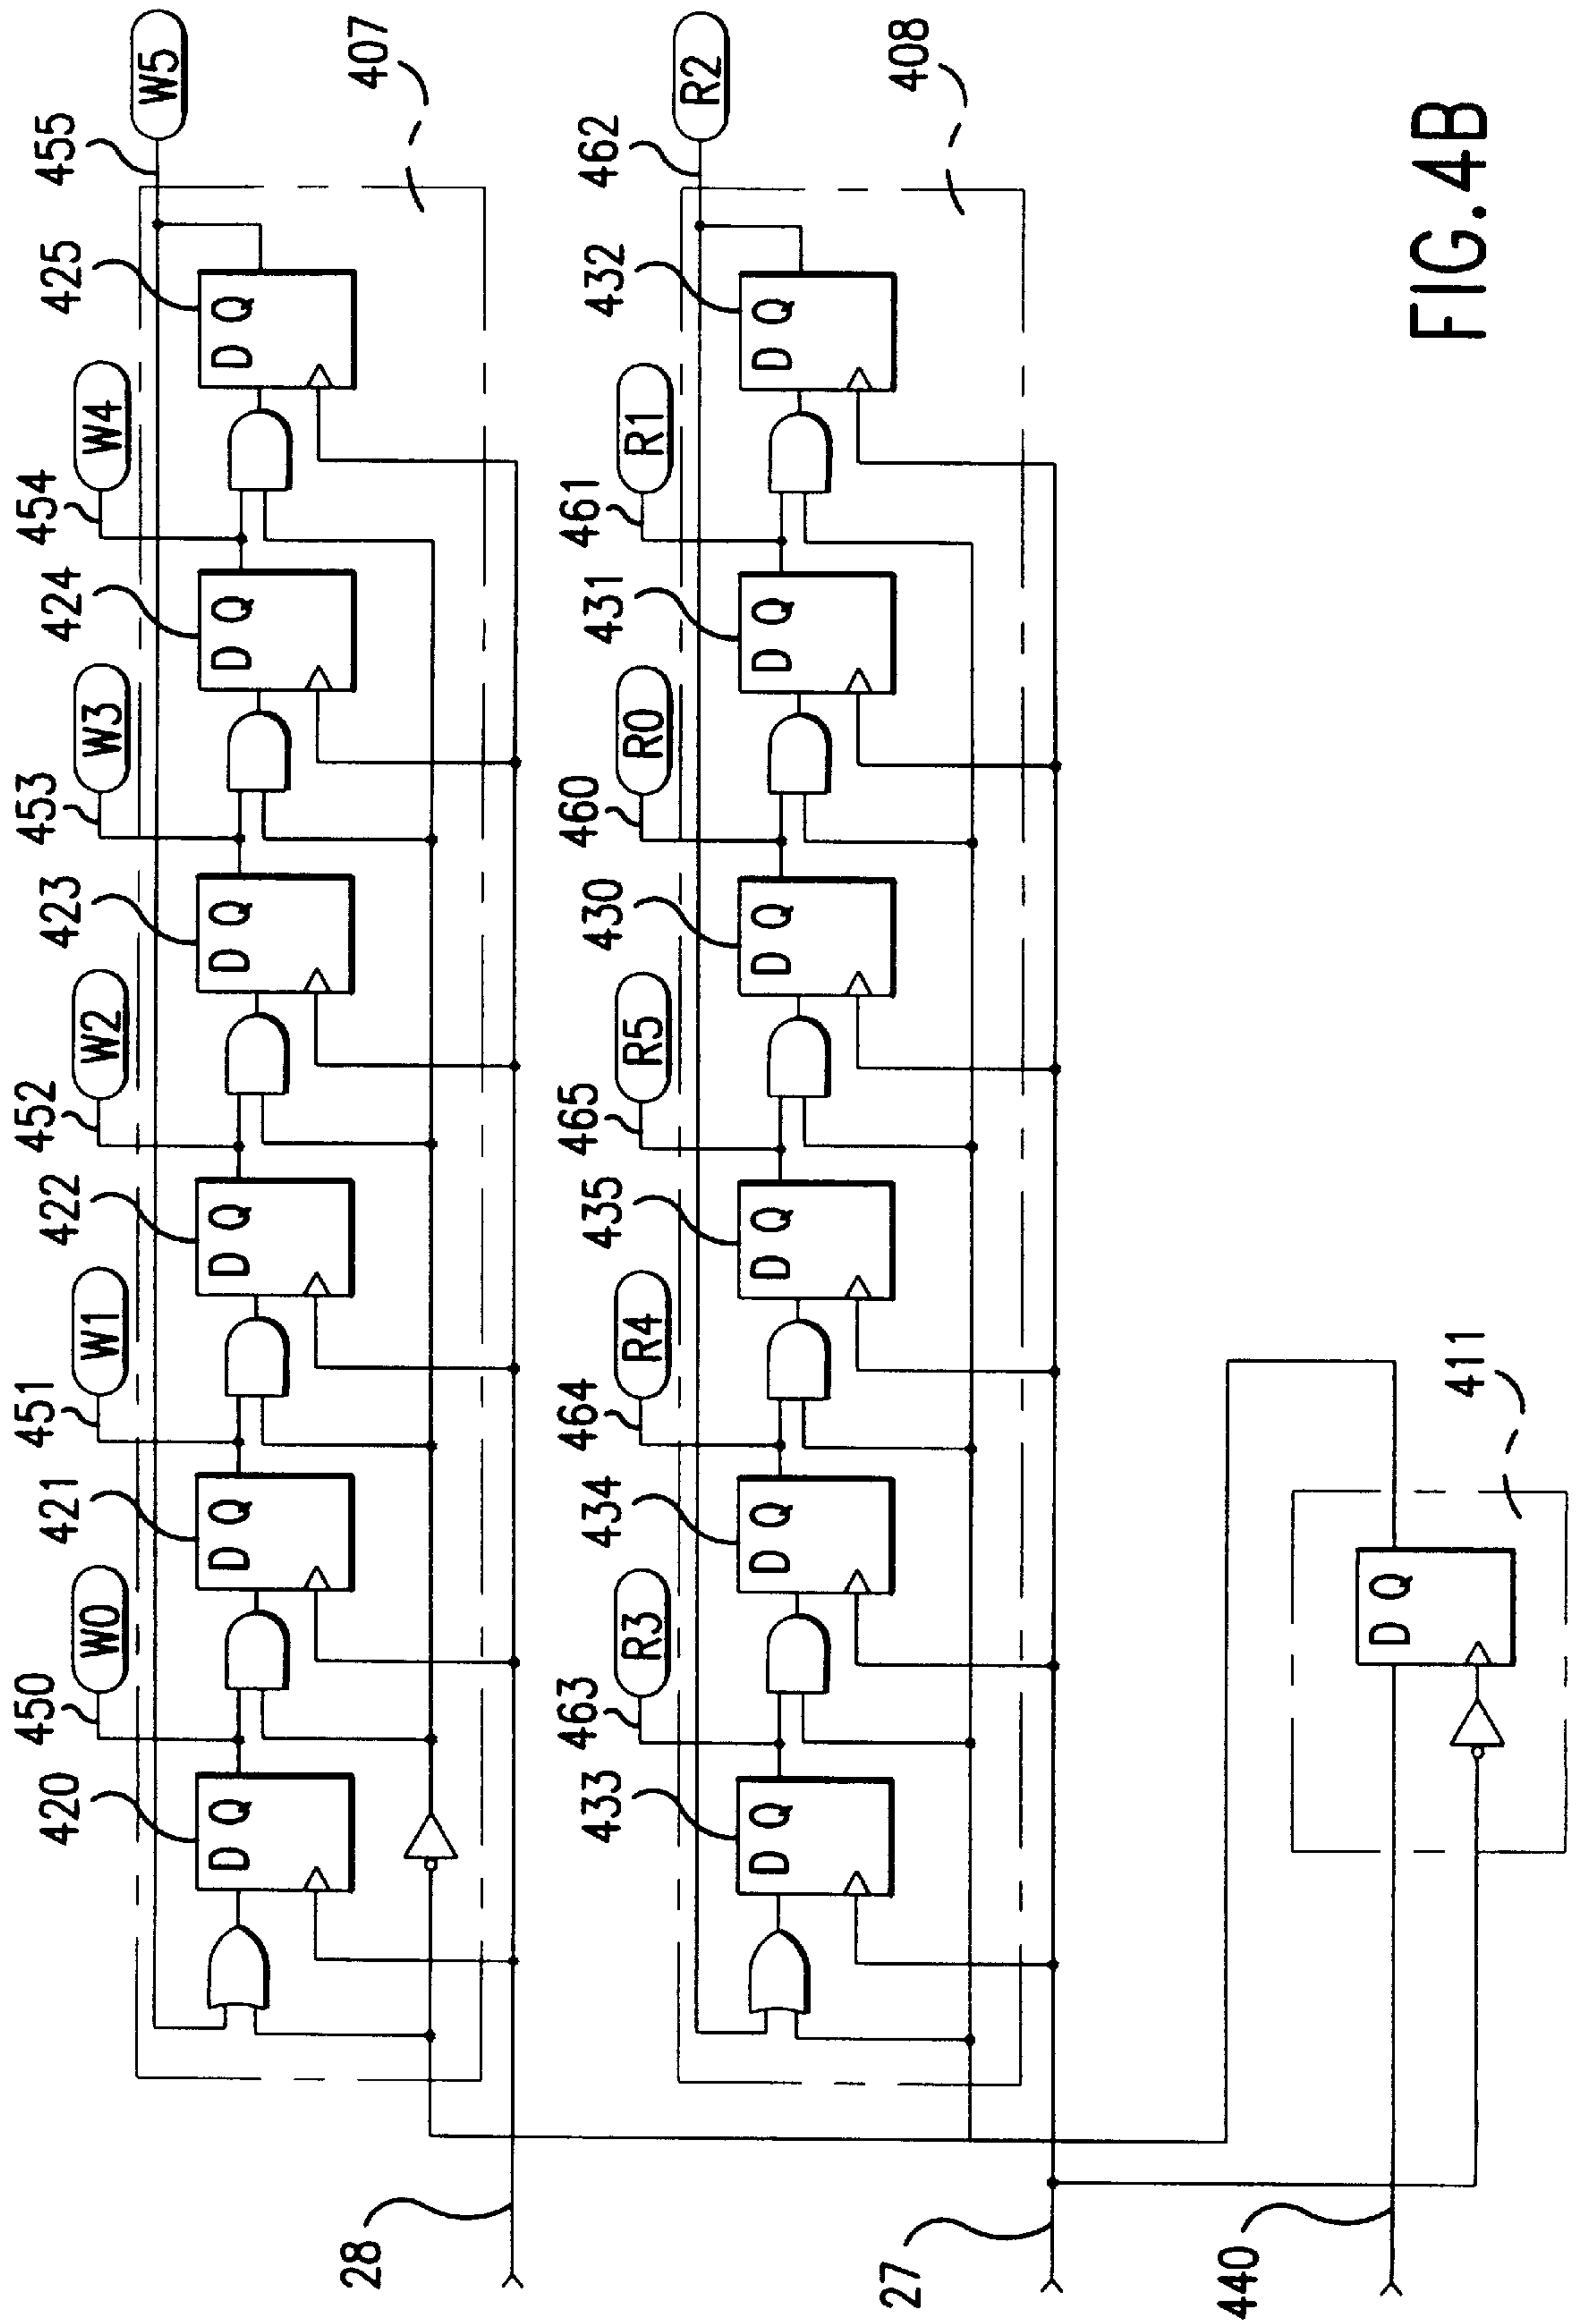 450 W0 451 W1 452 W2 453 W3 454 W4 455 W5
420 421 422 423 424 425
D Q D Q D Q D Q D Q D Q
407
28
463 R3 464 R4 465 R5 460 R0 461 R1 462 R2
433 434 435 430 431 432
D Q D Q D Q D Q D Q D Q
408
27
440
D Q
411
FIG.4B